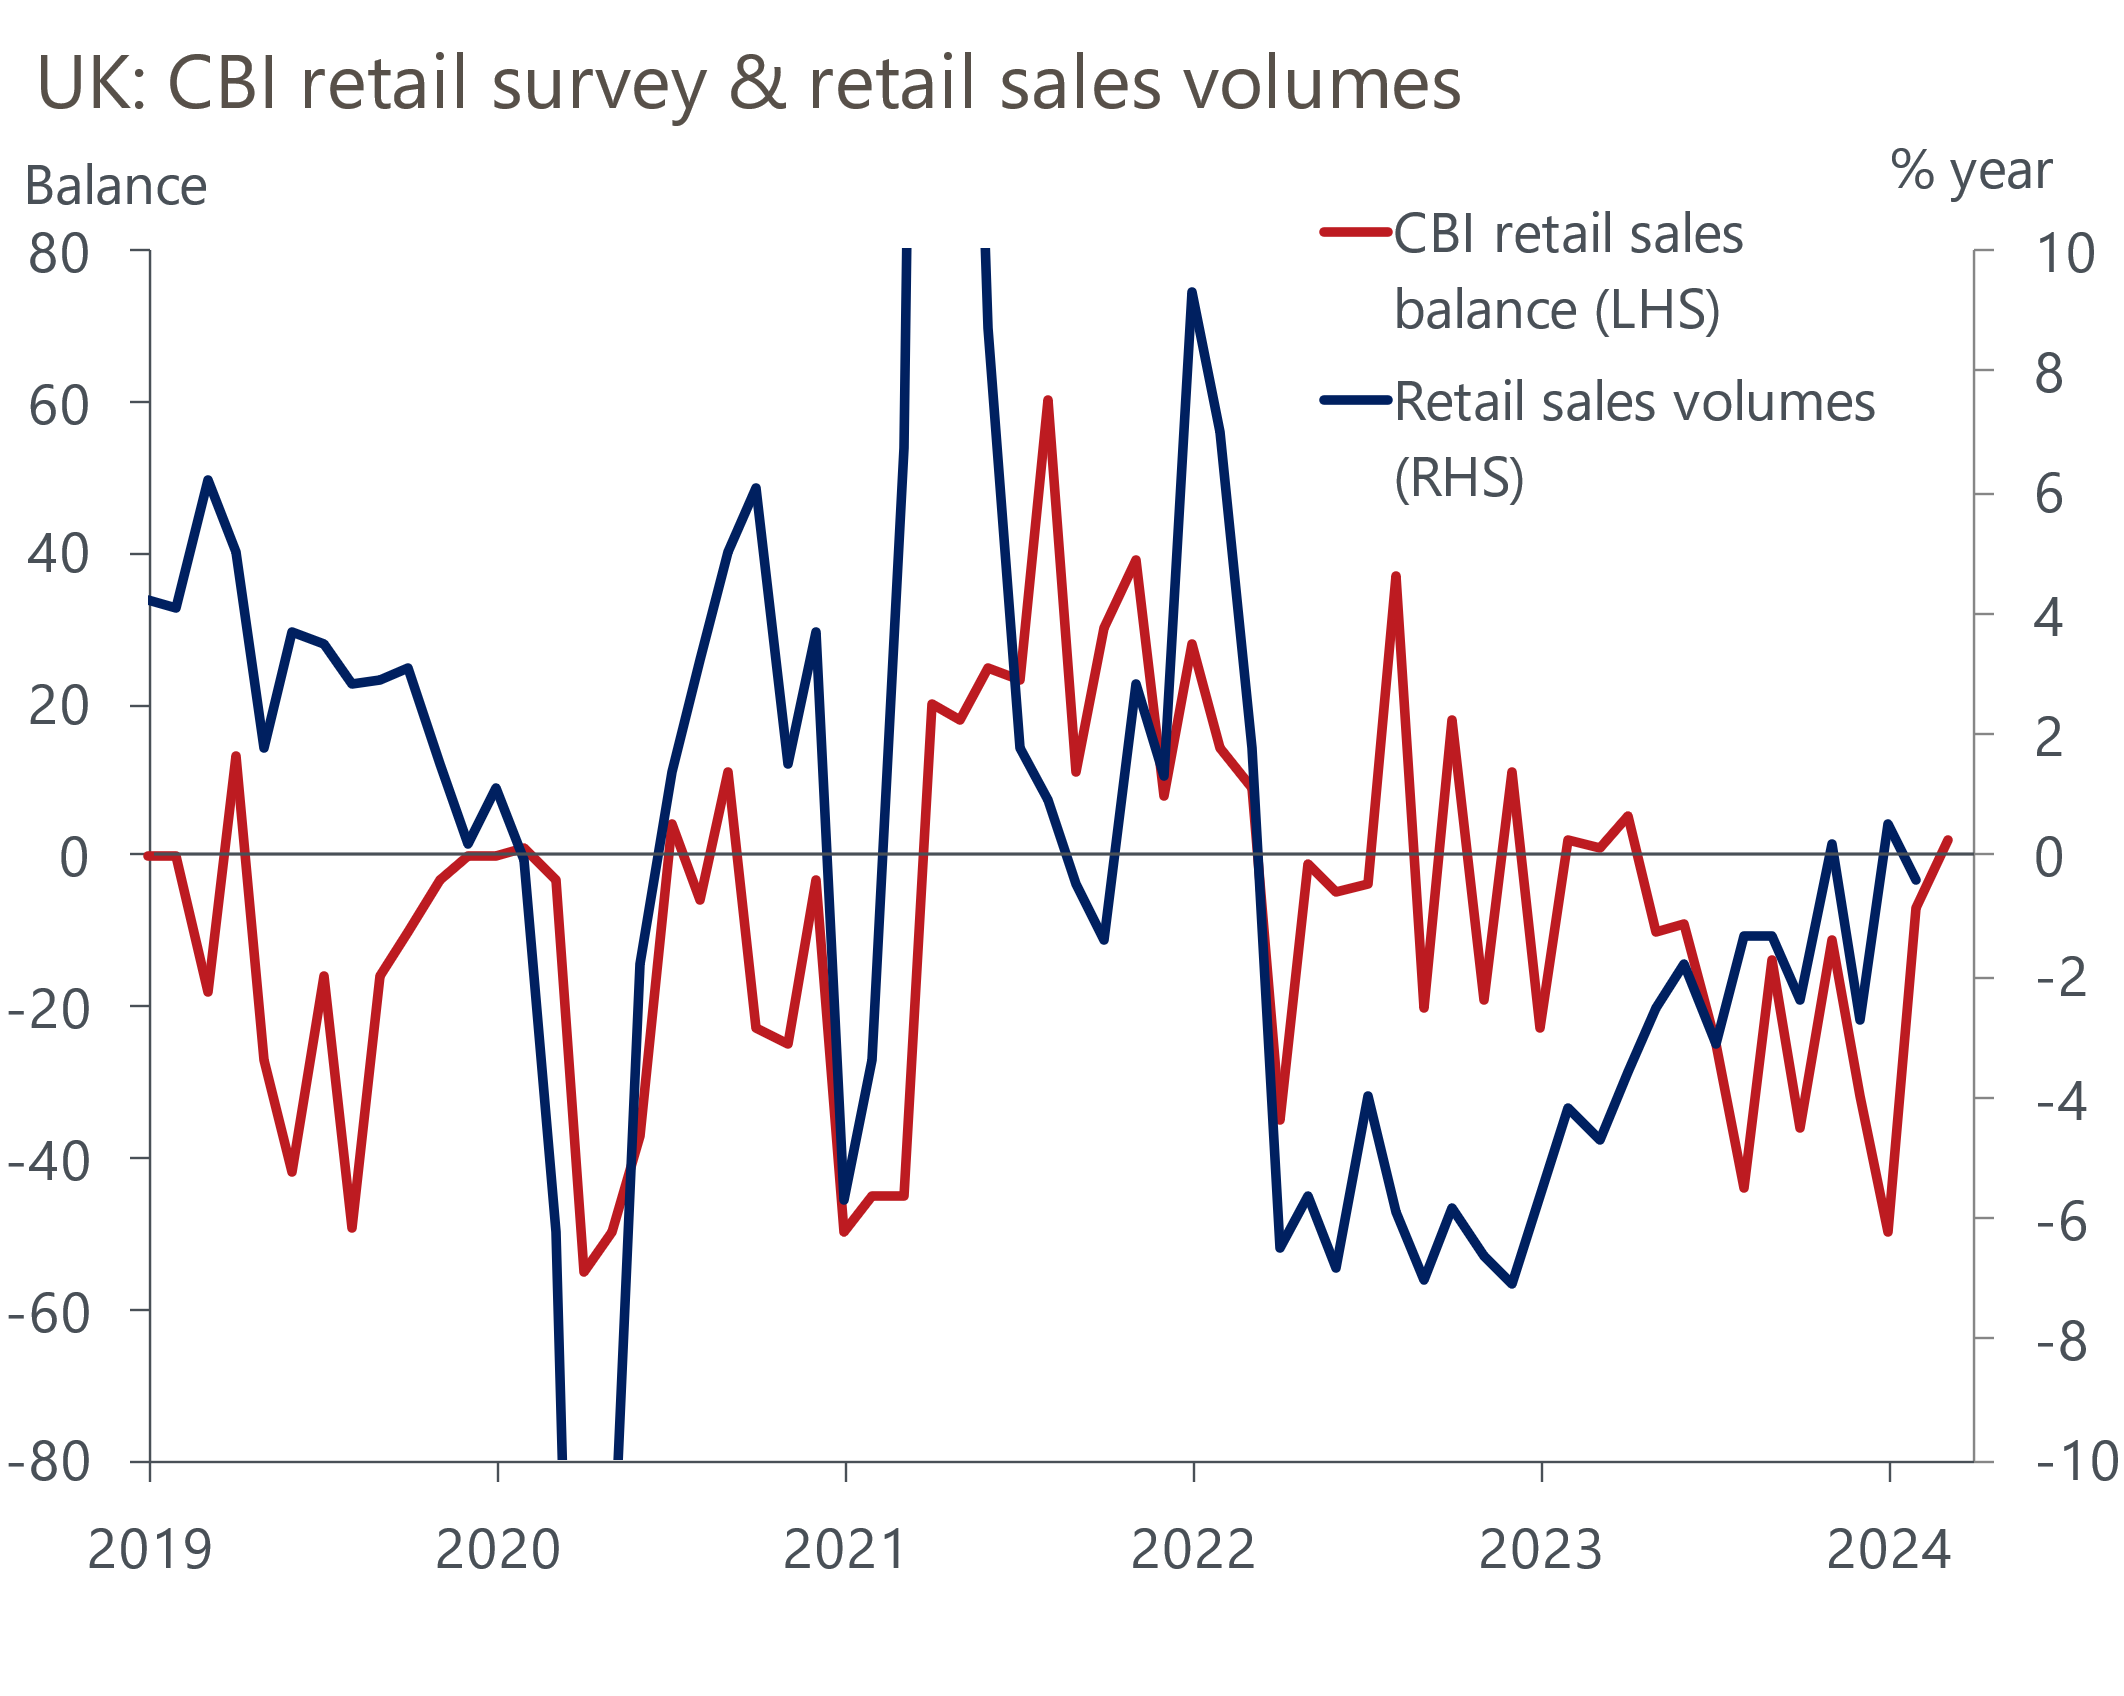 UK: CBI retail survey & retail sales volumes
Balance
% year
CBI retail sales
balance (LHS)
Retail sales volumes
(RHS)
80
60
40
20
0
-20
-40
-60
-80
10
8
6
4
2
0
-2
-4
-6
-8
-10
2019 2020 2021 2022 2023 2024